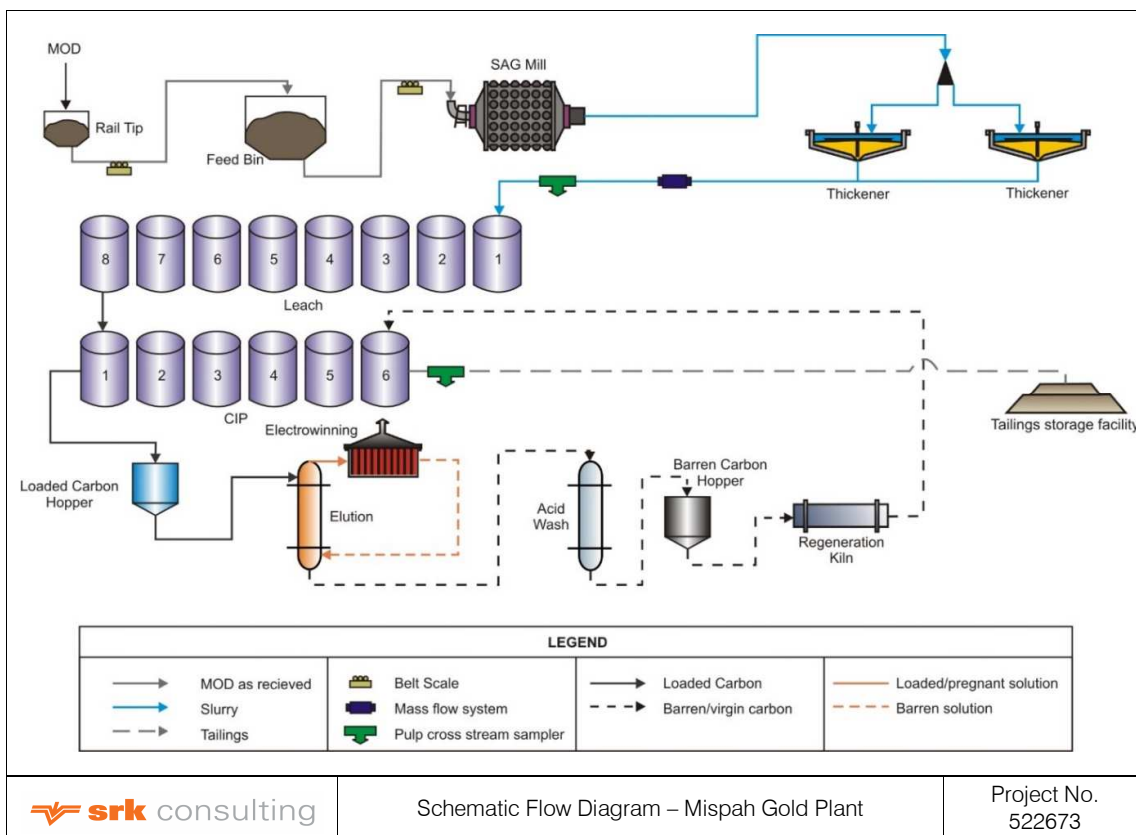 MOD
SAG Mill
Rail Tip
Feed Bin
Thickener
Thickener
8
7
6
5
4
3
2
1
Leach
1
2
3
4
5
6
CIP
Tailings storage facility
Electrowinning
Loaded Carbon
Hopper
Elution
Acid
Wash
Barren Carbon
Hopper
Regeneration
Kiln
LEGEND
MOD as recieved
Slurry
Tailings
Belt Scale
Mass flow system
Pulp cross stream sampler
Loaded Carbon
Barren/virgin carbon
Loaded/pregnant solution
Barren solution
srk consulting
Schematic Flow Diagram – Mispah Gold Plant
Project No.
522673